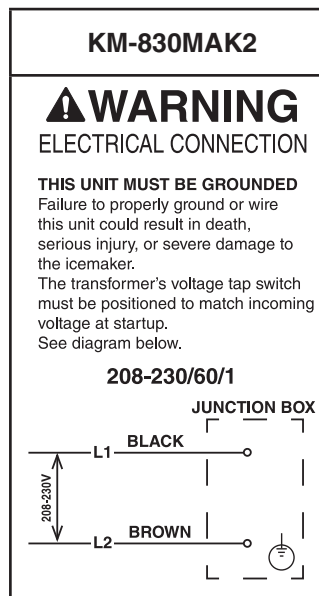 KM-830MAK2
WARNING
ELECTRICAL CONNECTION
THIS UNIT MUST BE GROUNDED
Failure to properly ground or wire
this unit could result in death,
serious injury, or severe damage to
the icemaker.
The transformer's voltage tap switch
must be positioned to match incoming
voltage at startup.
See diagram below.
208-230/60/1
JUNCTION BOX
L1 BLACK
208-230V
L2 BROWN